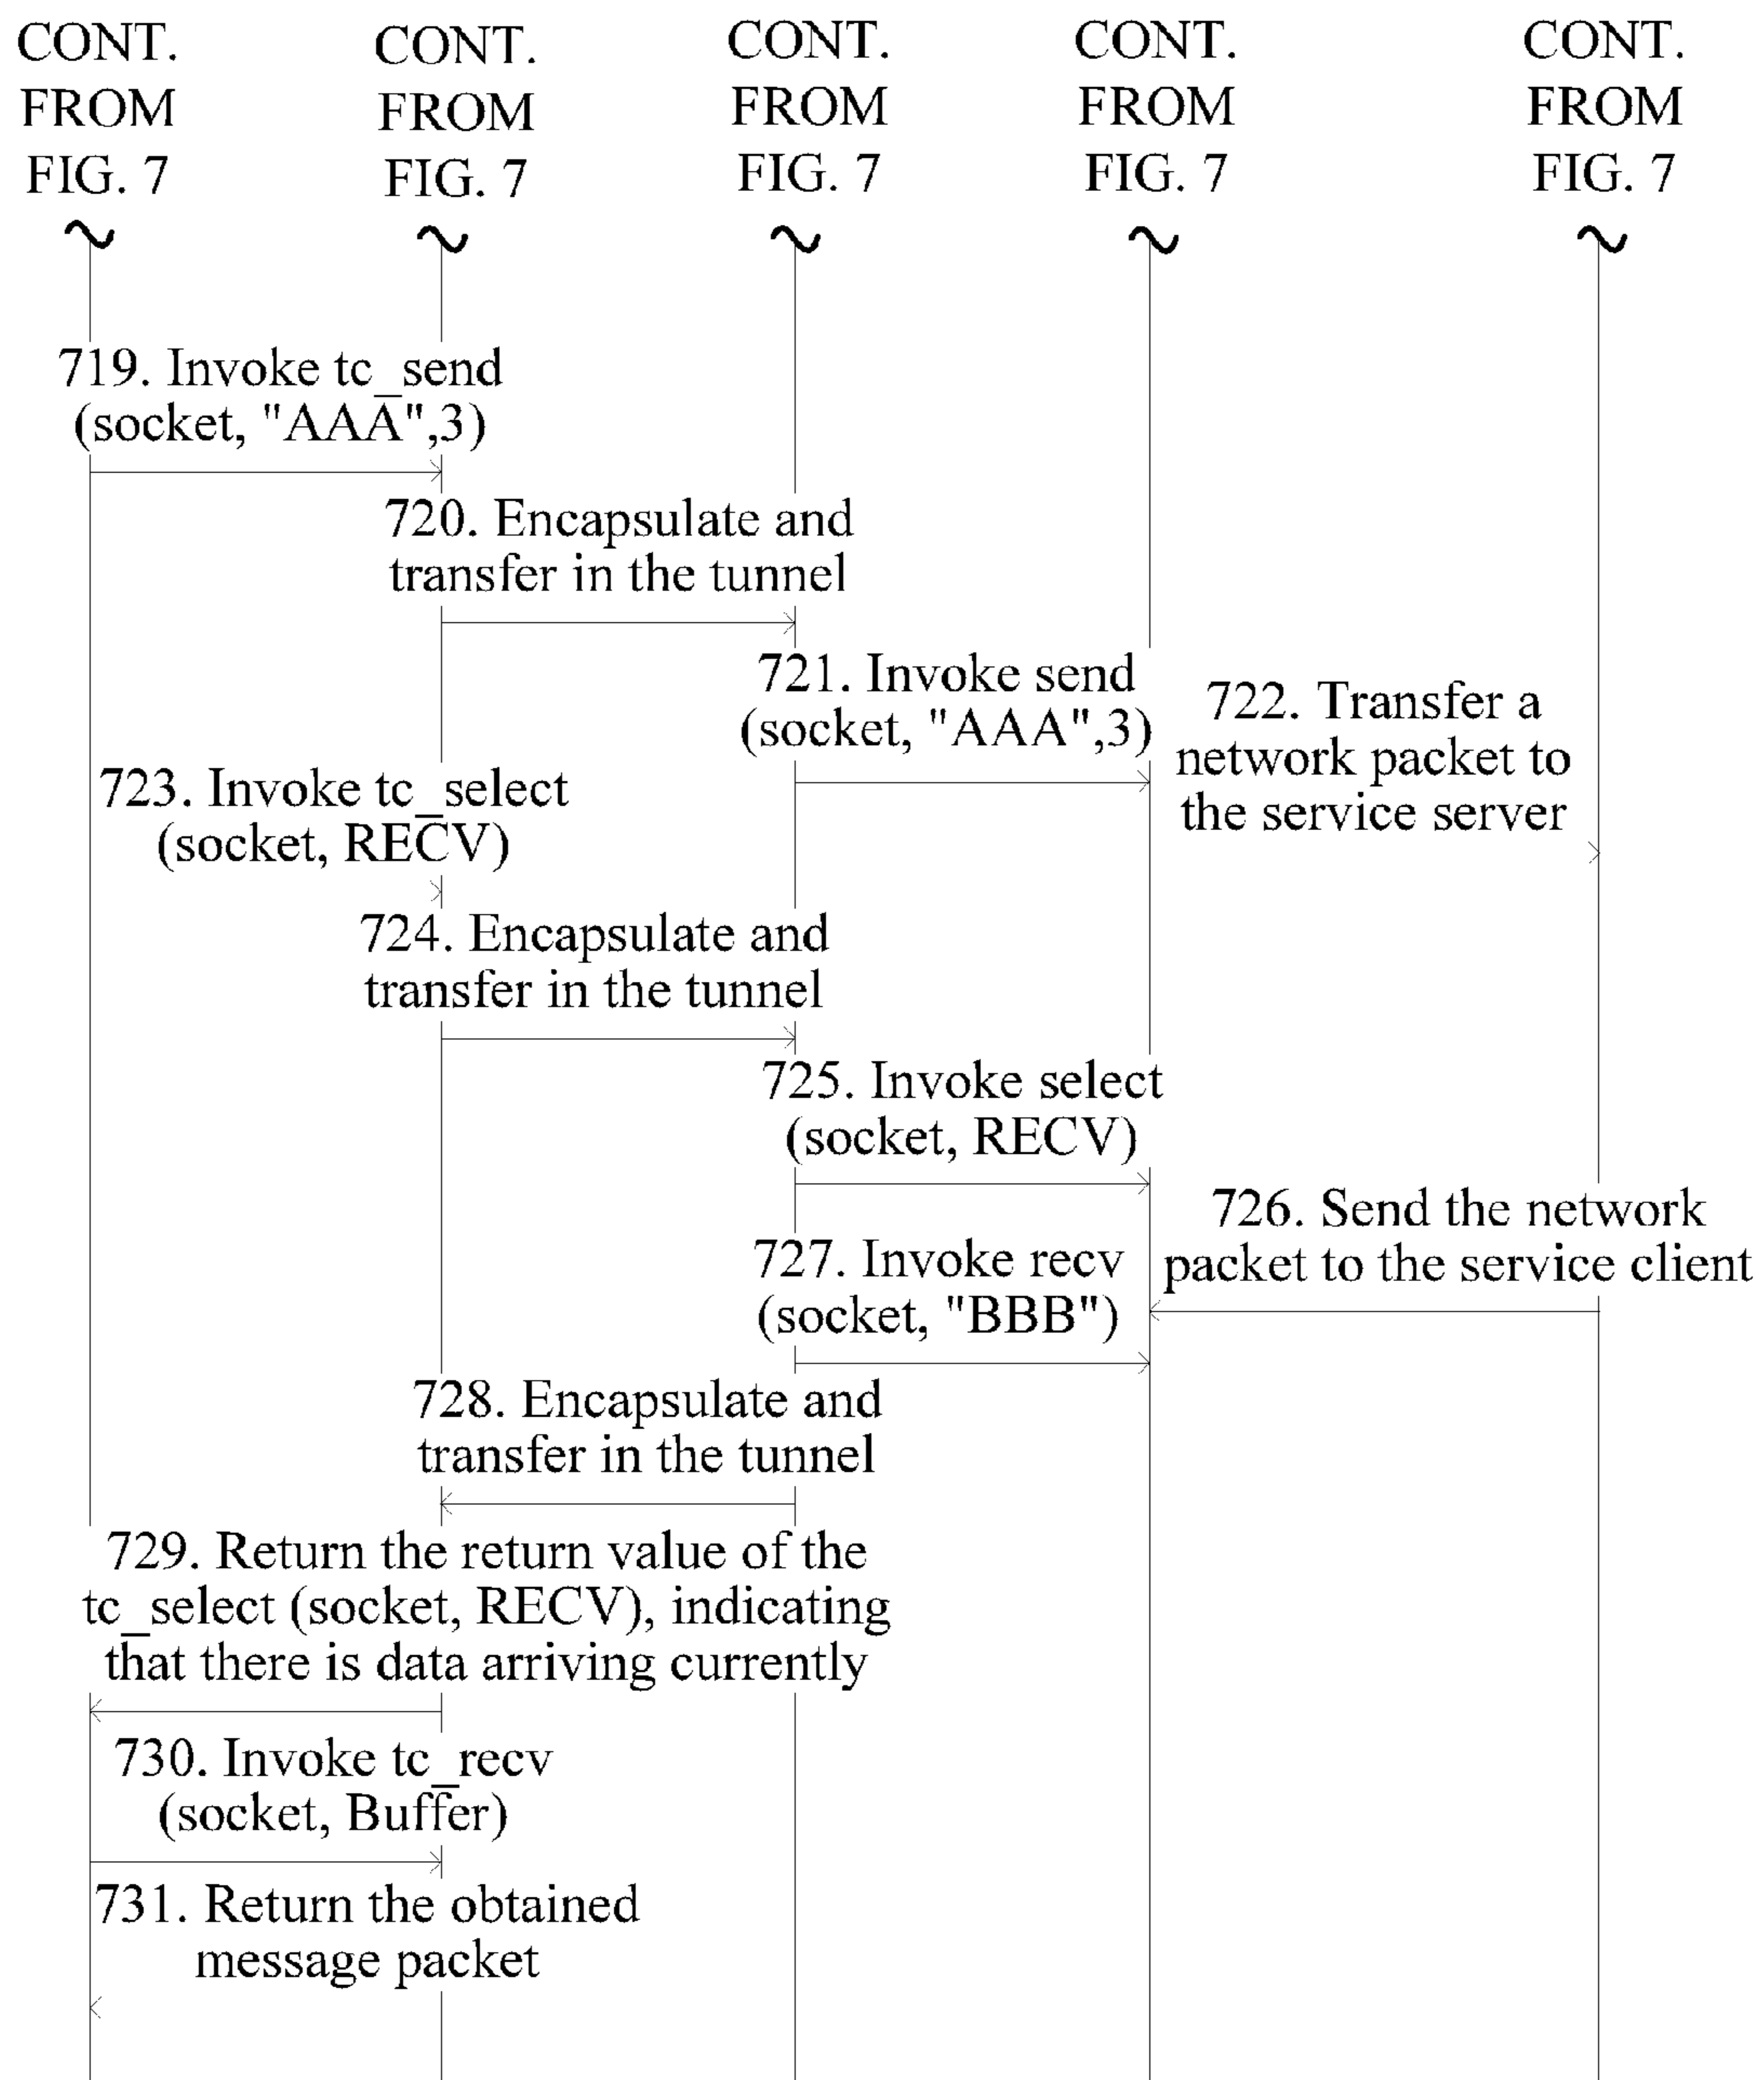 CONT.
FROM
FIG. 7
CONT.
FROM
FIG. 7
CONT.
FROM
FIG. 7
CONT.
FROM
FIG. 7
CONT.
FROM
FIG. 7
719. Invoke tc_send
(socket, "AAA",3)
720. Encapsulate and
transfer in the tunnel
721. Invoke send
(socket, "AAA",3)
722. Transfer a
network packet to
the service server
723. Invoke tc_select
(socket, RECV)
724. Encapsulate and
transfer in the tunnel
725. Invoke select
(socket, RECV)
726. Send the network
packet to the service client
727. Invoke recv
(socket, "BBB")
728. Encapsulate and
transfer in the tunnel
729. Return the return value of the
tc_select (socket, RECV), indicating
that there is data arriving currently
730. Invoke tc_recv
(socket, Buffer)
731. Return the obtained
message packet